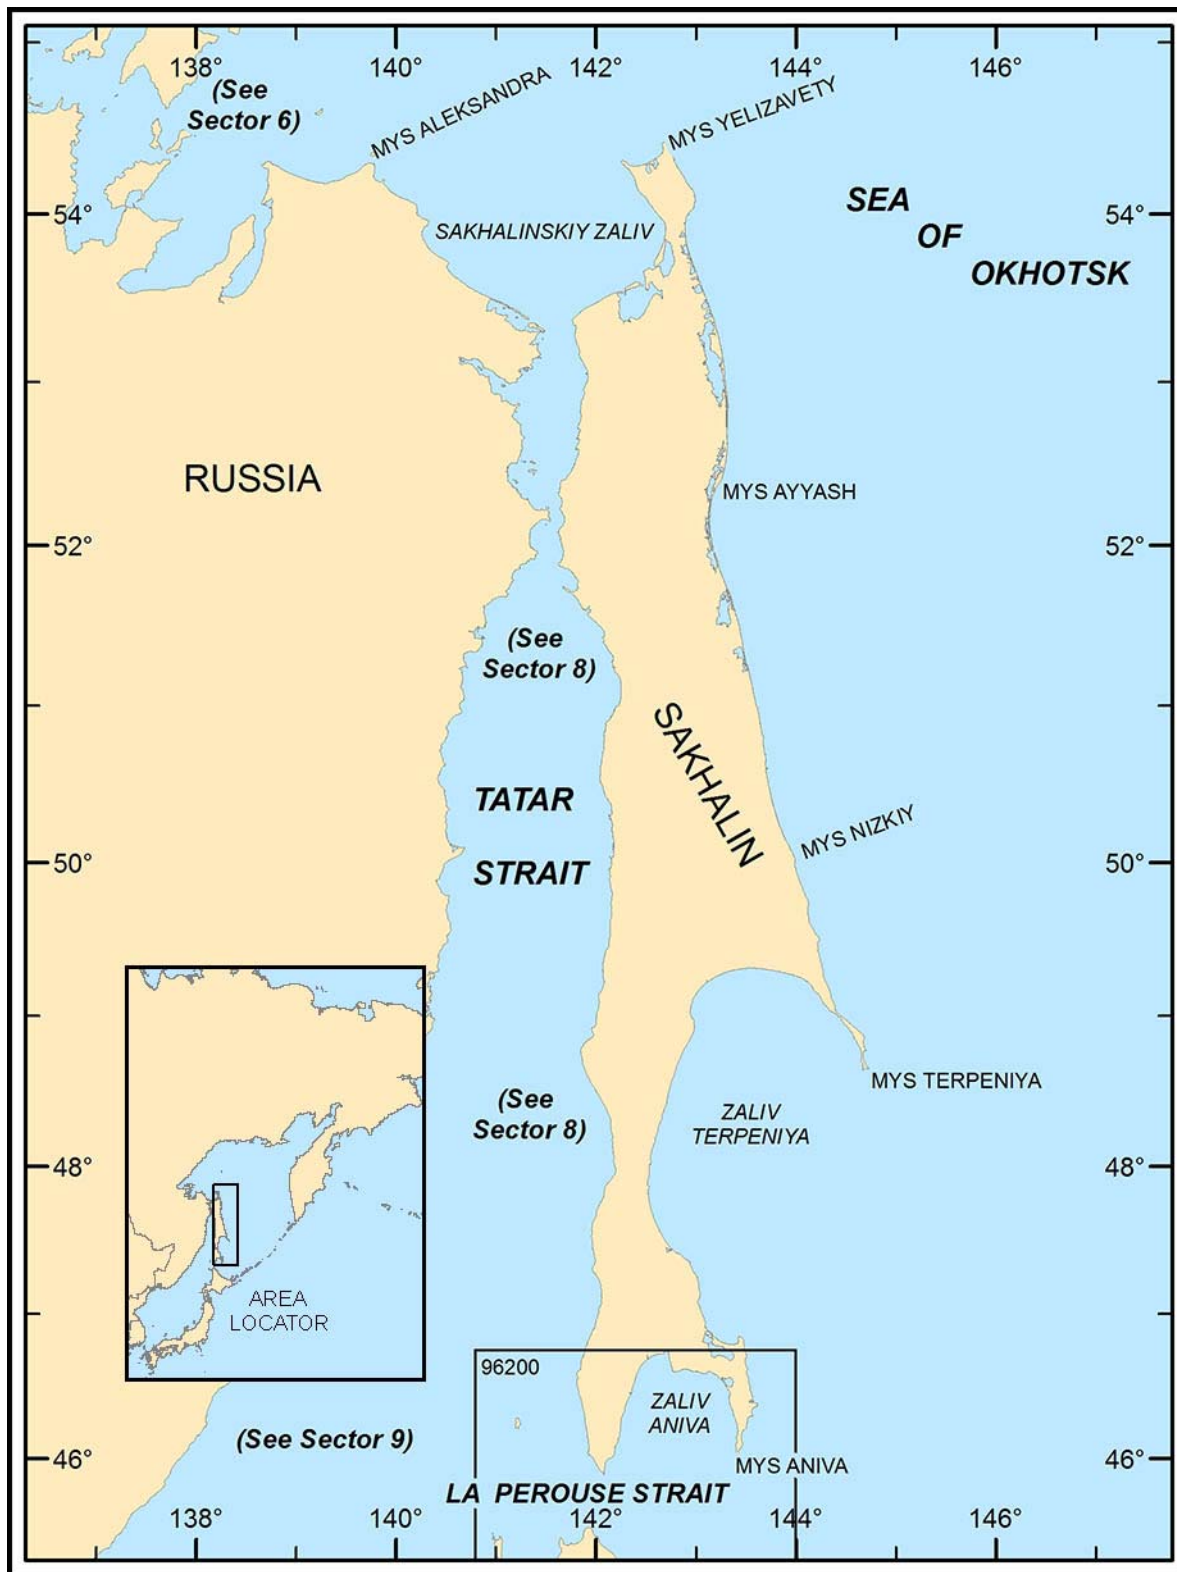 138° 140° 142° 144° 146°
(See
Sector 6)
MYS ALEKSANDRA
MYS YELIZAVETY
54°
SAKHALINSKIY ZALIV
SEA
OF
OKHOTSK
54°
RUSSIA
MYS AYYASH
52°
52°
(See
Sector 8)
SAKHALIN
TATAR
STRAIT
MYS NIZKIY
50°
50°
MYS TERPENIYA
(See
Sector 8)
ZALIV
TERPENIYA
48°
48°
AREA
LOCATOR
96200
ZALIV
ANIVA
(See Sector 9)
46°
MYS ANIVA
46°
LA PEROUSE STRAIT
138° 140° 142° 144° 146°